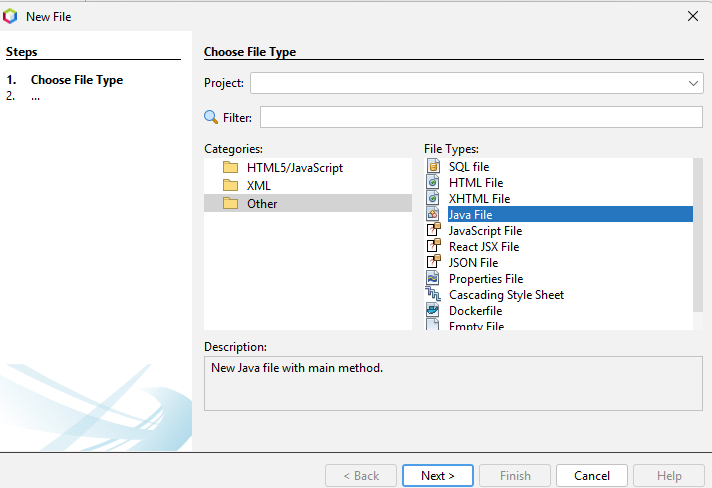 New File
Steps
1. Choose File Type
2. ...
Choose File Type
Project:
Filter:
Categories:
HTML5/JavaScript
XML
Other
File Types:
SQL file
HTML File
XHTML File
Java File
JavaScript File
React JSX File
JSON File
Properties File
Cascading Style Sheet
Dockerfile
Empty File
Description:
New Java file with main method.
< Back
Next >
Finish
Cancel
Help